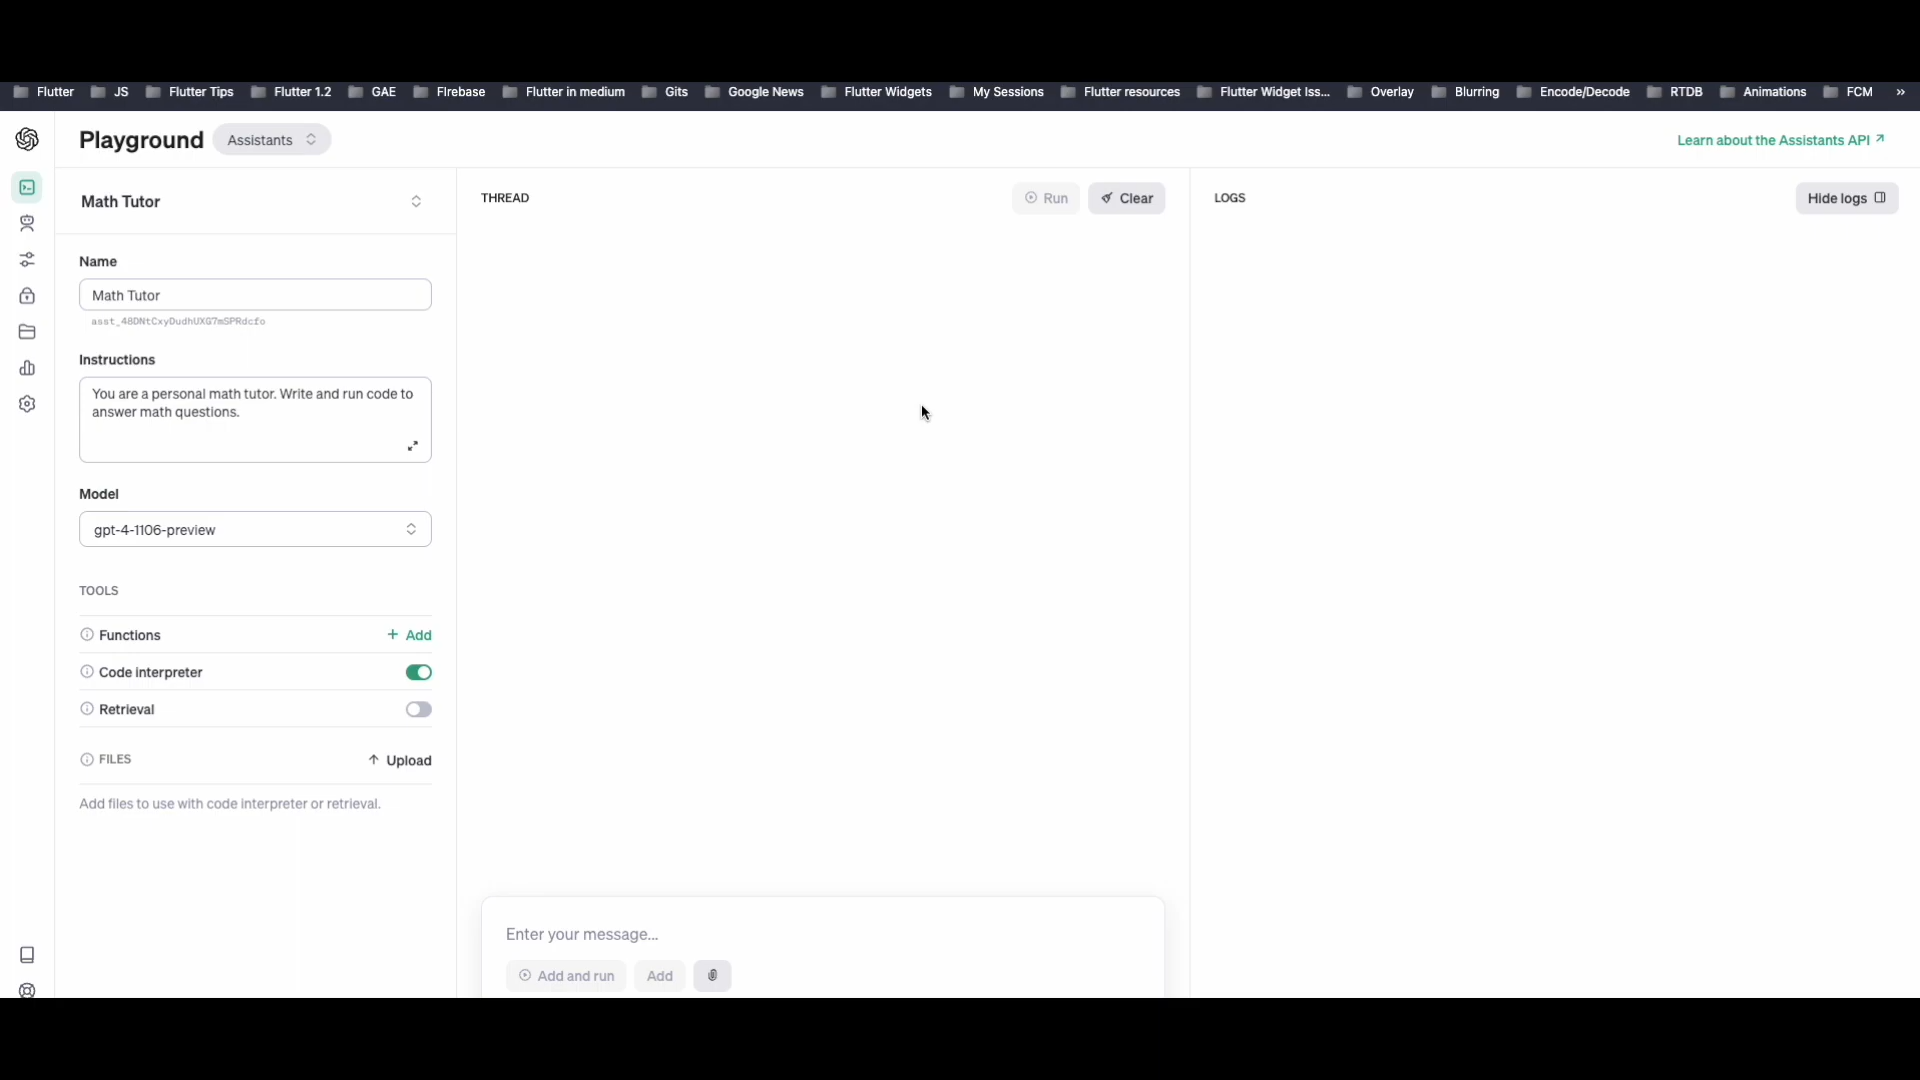 Flutter JS Flutter Tips Flutter 1.2 GAE Firebase Flutter in medium Gits Google News Flutter Widgets My Sessions Flutter resources Flutter Widget Iss... Overlay Blurring Encode/Decode RTDB Animations FCM »
Playground Assistants Learn about the Assistants API ↗
Math Tutor
THREAD Run Clear LOGS Hide logs
Name
Math Tutor
asst_48DNtCxyDudhUXG7mSPRdcfo
Instructions
You are a personal math tutor. Write and run code to
answer math questions.
Model
gpt-4-1106-preview
TOOLS
Functions + Add
Code interpreter
Retrieval
FILES ↑ Upload
Add files to use with code interpreter or retrieval.
Enter your message...
Add and run Add